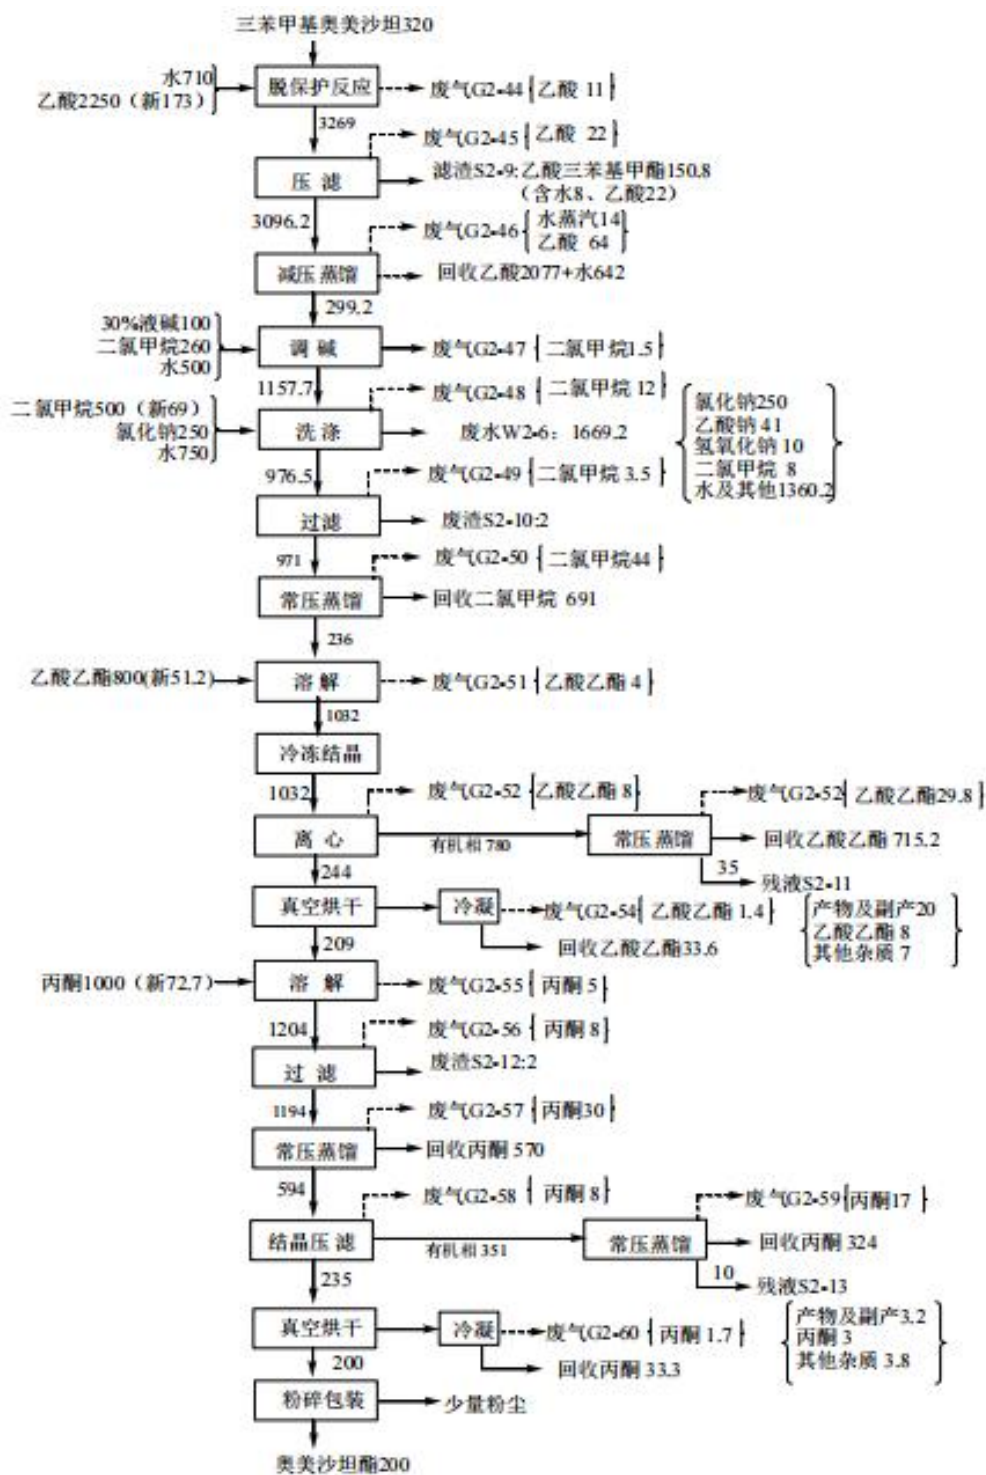 三苯甲基奥美沙坦320
水710
乙酸2250（新173）
脱保护反应
废气G2-44 乙酸 11
3269
废气G2-45 乙酸 22
压 滤
滤渣S2-9:乙酸三苯基甲酯150.8
（含水8、乙酸22）
3096.2
废气G2-46 水蒸汽14
乙酸 64
减压蒸馏
回收乙酸2077+水642
299.2
30%液碱100
二氯甲烷260
水500
调 碱
废气G2-47 二氯甲烷1.5
1157.7
废气G2-48 二氯甲烷 12
二氯甲烷500（新69）
氯化钠250
水750
洗 涤
废水W2-6：1669.2
氯化钠250
乙酸钠 41
氢氧化钠 10
二氯甲烷 8
水及其他1360.2
976.5
废气G2-49 二氯甲烷 3.5
过 滤
废渣S2-10:2
971
废气G2-50 二氯甲烷44
常压蒸馏
回收二氯甲烷 691
236
乙酸乙酯800(新51.2)
溶 解
废气G2-51 乙酸乙酯 4
1032
冷冻结晶
1032
废气G2-52 乙酸乙酯 8
废气G2-52 乙酸乙酯29.8
离 心
有机相 780
常压蒸馏
回收乙酸乙酯 715.2
35
残液S2-11
244
真空烘干
冷凝
废气G2-54 乙酸乙酯 1.4
产物及副产20
乙酸乙酯 8
其他杂质 7
回收乙酸乙酯33.6
209
丙酮1000（新72.7）
溶 解
废气G2-55 丙酮 5
1204
废气G2-56 丙酮 8
过 滤
废渣S2-12:2
1194
废气G2-57 丙酮30
常压蒸馏
回收丙酮 570
594
废气G2-58 丙酮 8
废气G2-59 丙酮17
结晶压滤
有机相 351
常压蒸馏
回收丙酮 324
10
残液S2-13
235
真空烘干
冷凝
废气G2-60 丙酮 1.7
产物及副产3.2
丙酮 3
其他杂质 3.8
回收丙酮 33.3
200
粉碎包装
少量粉尘
奥美沙坦酯200